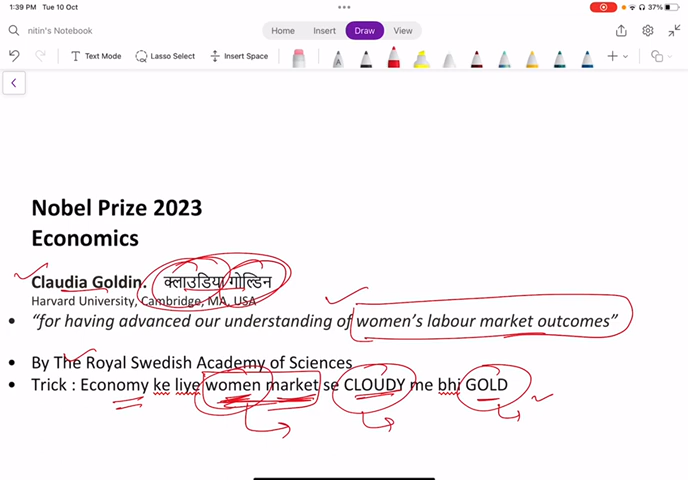 1:39 PM Tue 10 Oct
37%
nitin's Notebook
Home Insert Draw View
Text Mode Lasso Select Insert Space
Nobel Prize 2023
Economics
Claudia Goldin. क्लाउडिया गोल्डिन
Harvard University, Cambridge, MA, USA
• "for having advanced our understanding of women's labour market outcomes"
• By The Royal Swedish Academy of Sciences
• Trick : Economy ke liye women market se CLOUDY me bhi GOLD